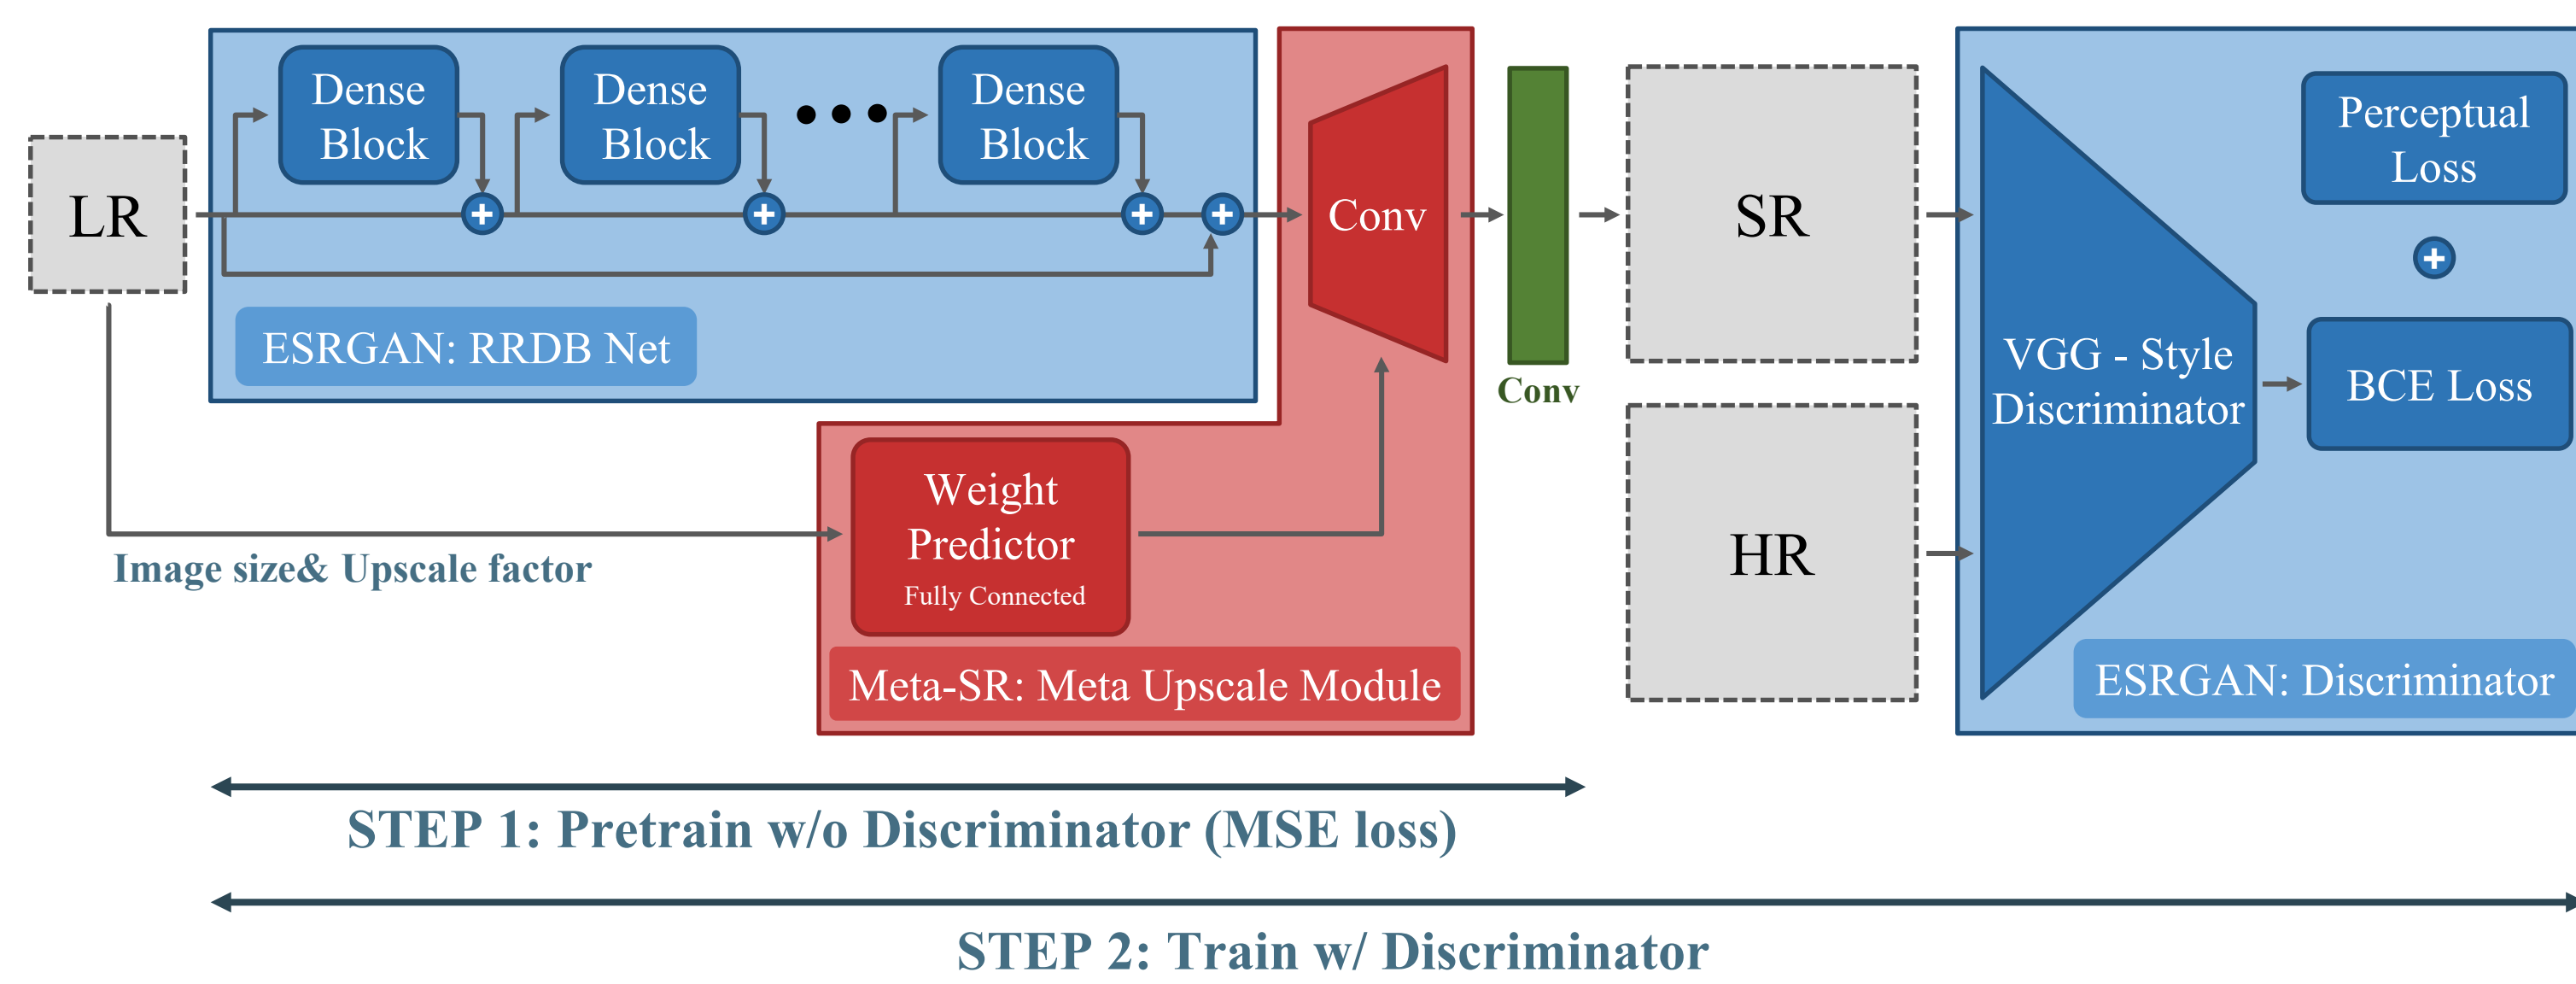 LR
Dense
Block
Dense
Block
Dense
Block
ESRGAN: RRDB Net
Image size& Upscale factor
Weight
Predictor
Fully Connected
Meta-SR: Meta Upscale Module
Conv
Conv
SR
HR
VGG - Style
Discriminator
Perceptual
Loss
BCE Loss
ESRGAN: Discriminator
STEP 1: Pretrain w/o Discriminator (MSE loss)
STEP 2: Train w/ Discriminator